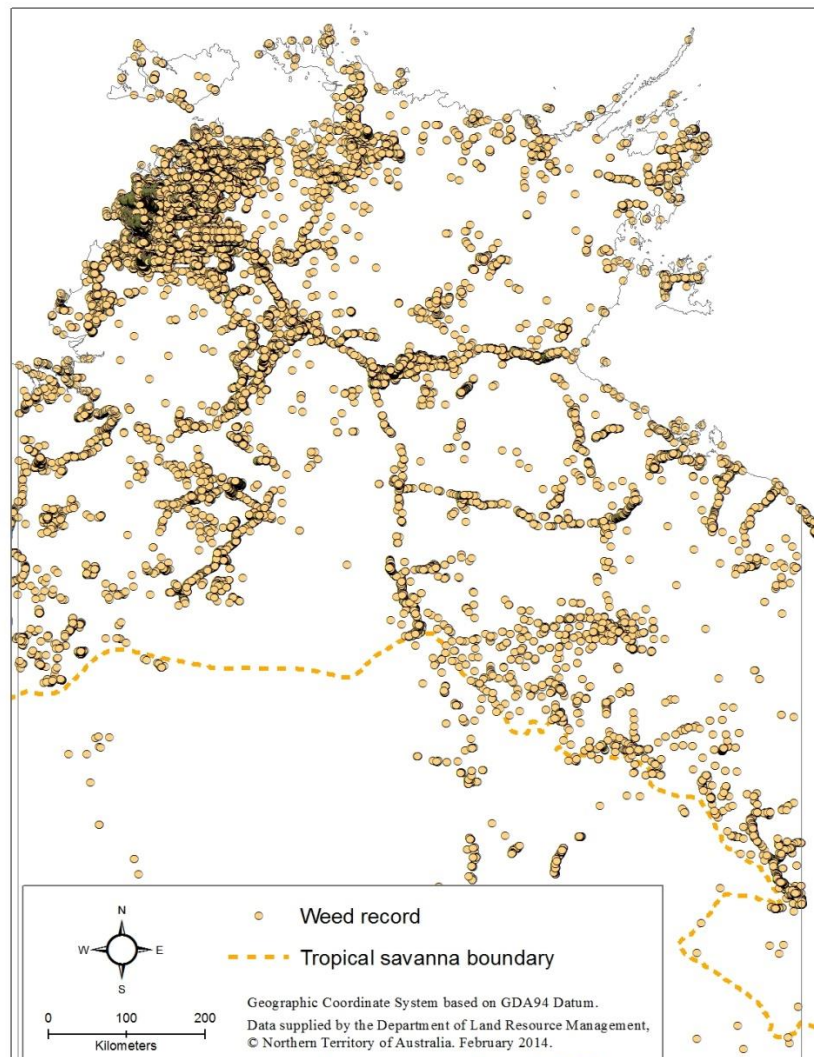 N
W E
S
0 100 200
Kilometers
Weed record
Tropical savanna boundary
Geographic Coordinate System based on GDA94 Datum.
Data supplied by the Department of Land Resource Management,
© Northern Territory of Australia. February 2014.